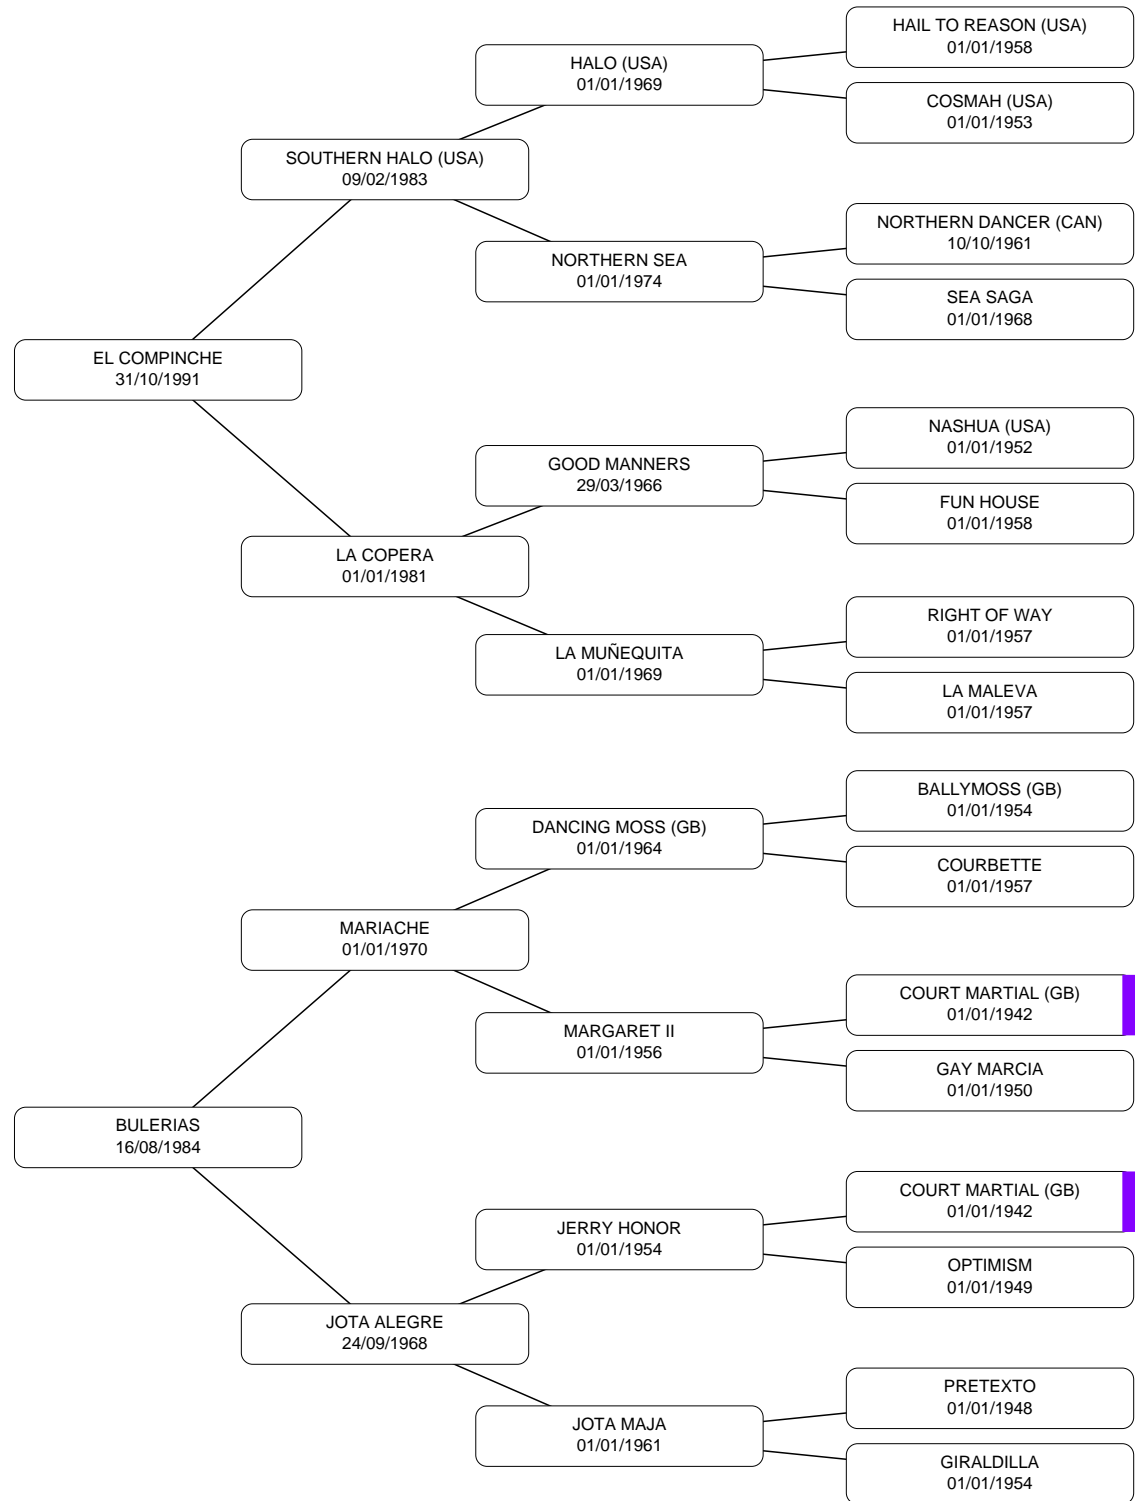 HAIL TO REASON (USA)
01/01/1958
HALO (USA)
01/01/1969
COSMAH (USA)
01/01/1953
SOUTHERN HALO (USA)
09/02/1983
NORTHERN DANCER (CAN)
10/10/1961
NORTHERN SEA
01/01/1974
SEA SAGA
01/01/1968
EL COMPINCHE
31/10/1991
NASHUA (USA)
01/01/1952
GOOD MANNERS
29/03/1966
FUN HOUSE
01/01/1958
LA COPERA
01/01/1981
RIGHT OF WAY
01/01/1957
LA MUÑEQUITA
01/01/1969
LA MALEVA
01/01/1957
BALLYMOSS (GB)
01/01/1954
DANCING MOSS (GB)
01/01/1964
COURBETTE
01/01/1957
MARIACHE
01/01/1970
COURT MARTIAL (GB)
01/01/1942
MARGARET II
01/01/1956
GAY MARCIA
01/01/1950
BULERIAS
16/08/1984
COURT MARTIAL (GB)
01/01/1942
JERRY HONOR
01/01/1954
OPTIMISM
01/01/1949
JOTA ALEGRE
24/09/1968
PRETEXTO
01/01/1948
JOTA MAJA
01/01/1961
GIRALDILLA
01/01/1954